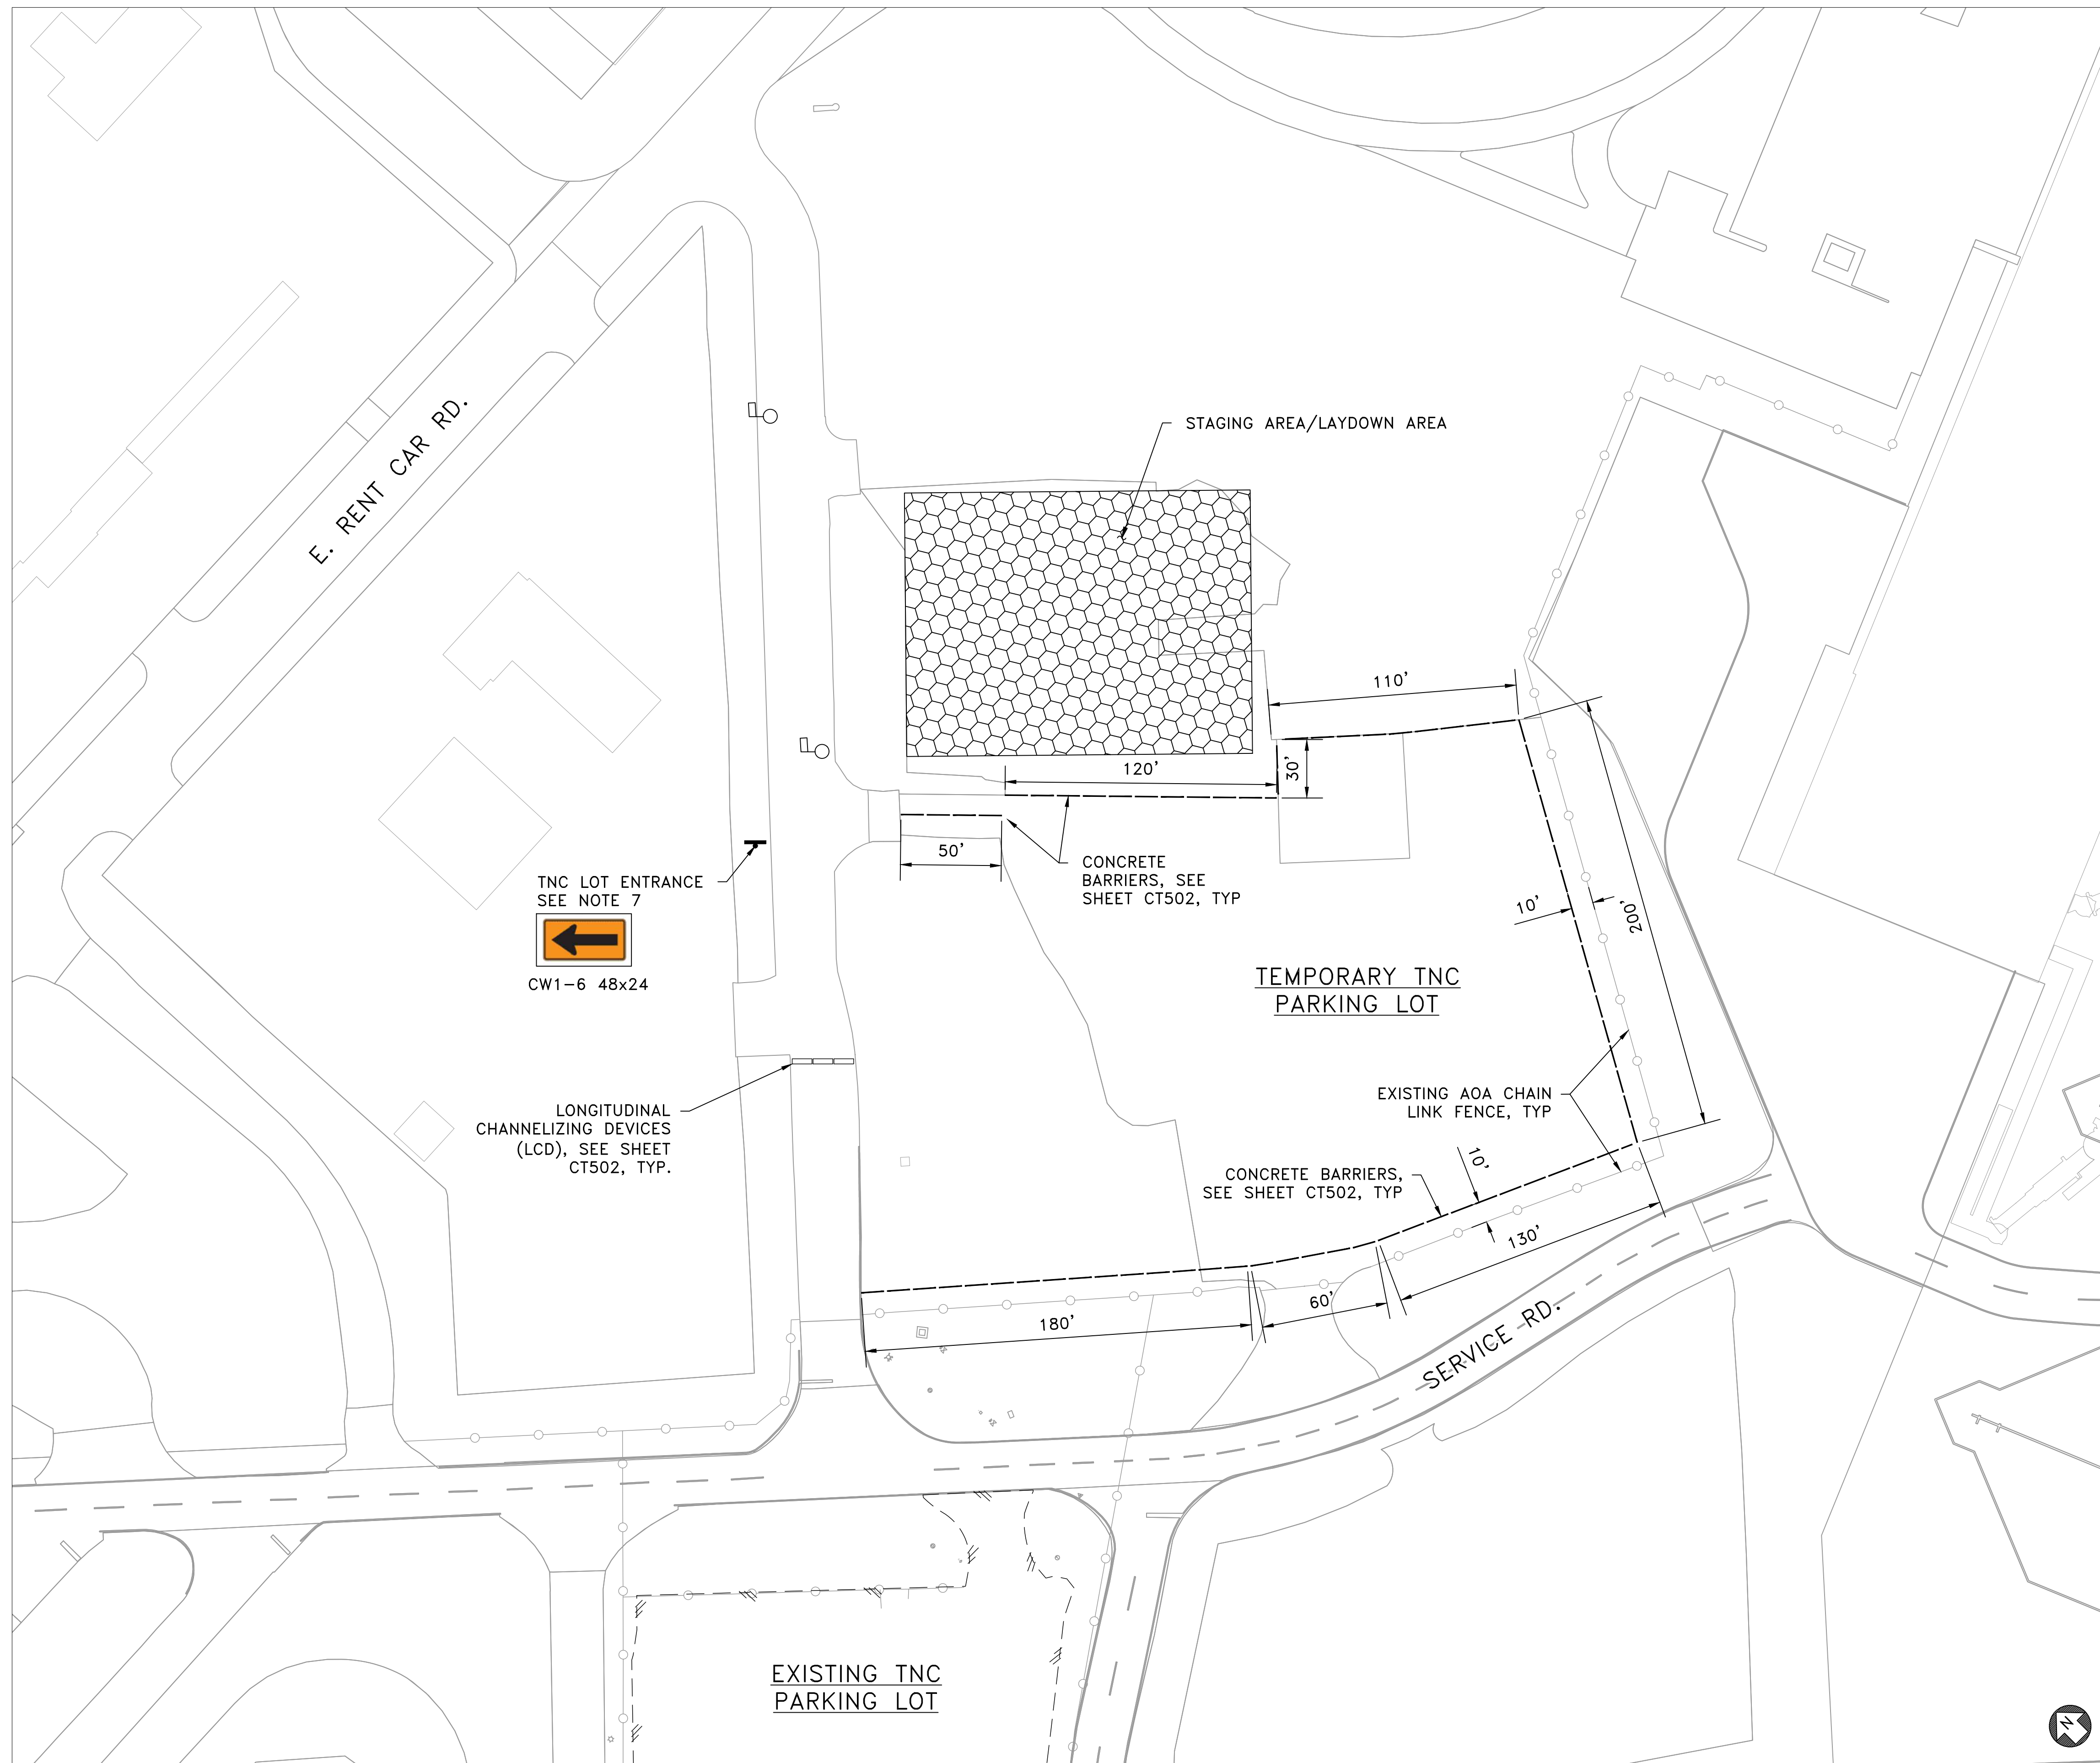 E. RENT CAR RD.
STAGING AREA/LAYDOWN AREA
110'
120'
30'
50'
CONCRETE
BARRIERS, SEE
SHEET CT502, TYP
TNC LOT ENTRANCE
SEE NOTE 7
CW1-6 48x24
10'
200'
TEMPORARY TNC
PARKING LOT
LONGITUDINAL
CHANNELIZING DEVICES
(LCD), SEE SHEET
CT502, TYP.
EXISTING AOA CHAIN
LINK FENCE, TYP
10'
CONCRETE BARRIERS,
SEE SHEET CT502, TYP
130'
60'
180'
SERVICE RD.
EXISTING TNC
PARKING LOT
N